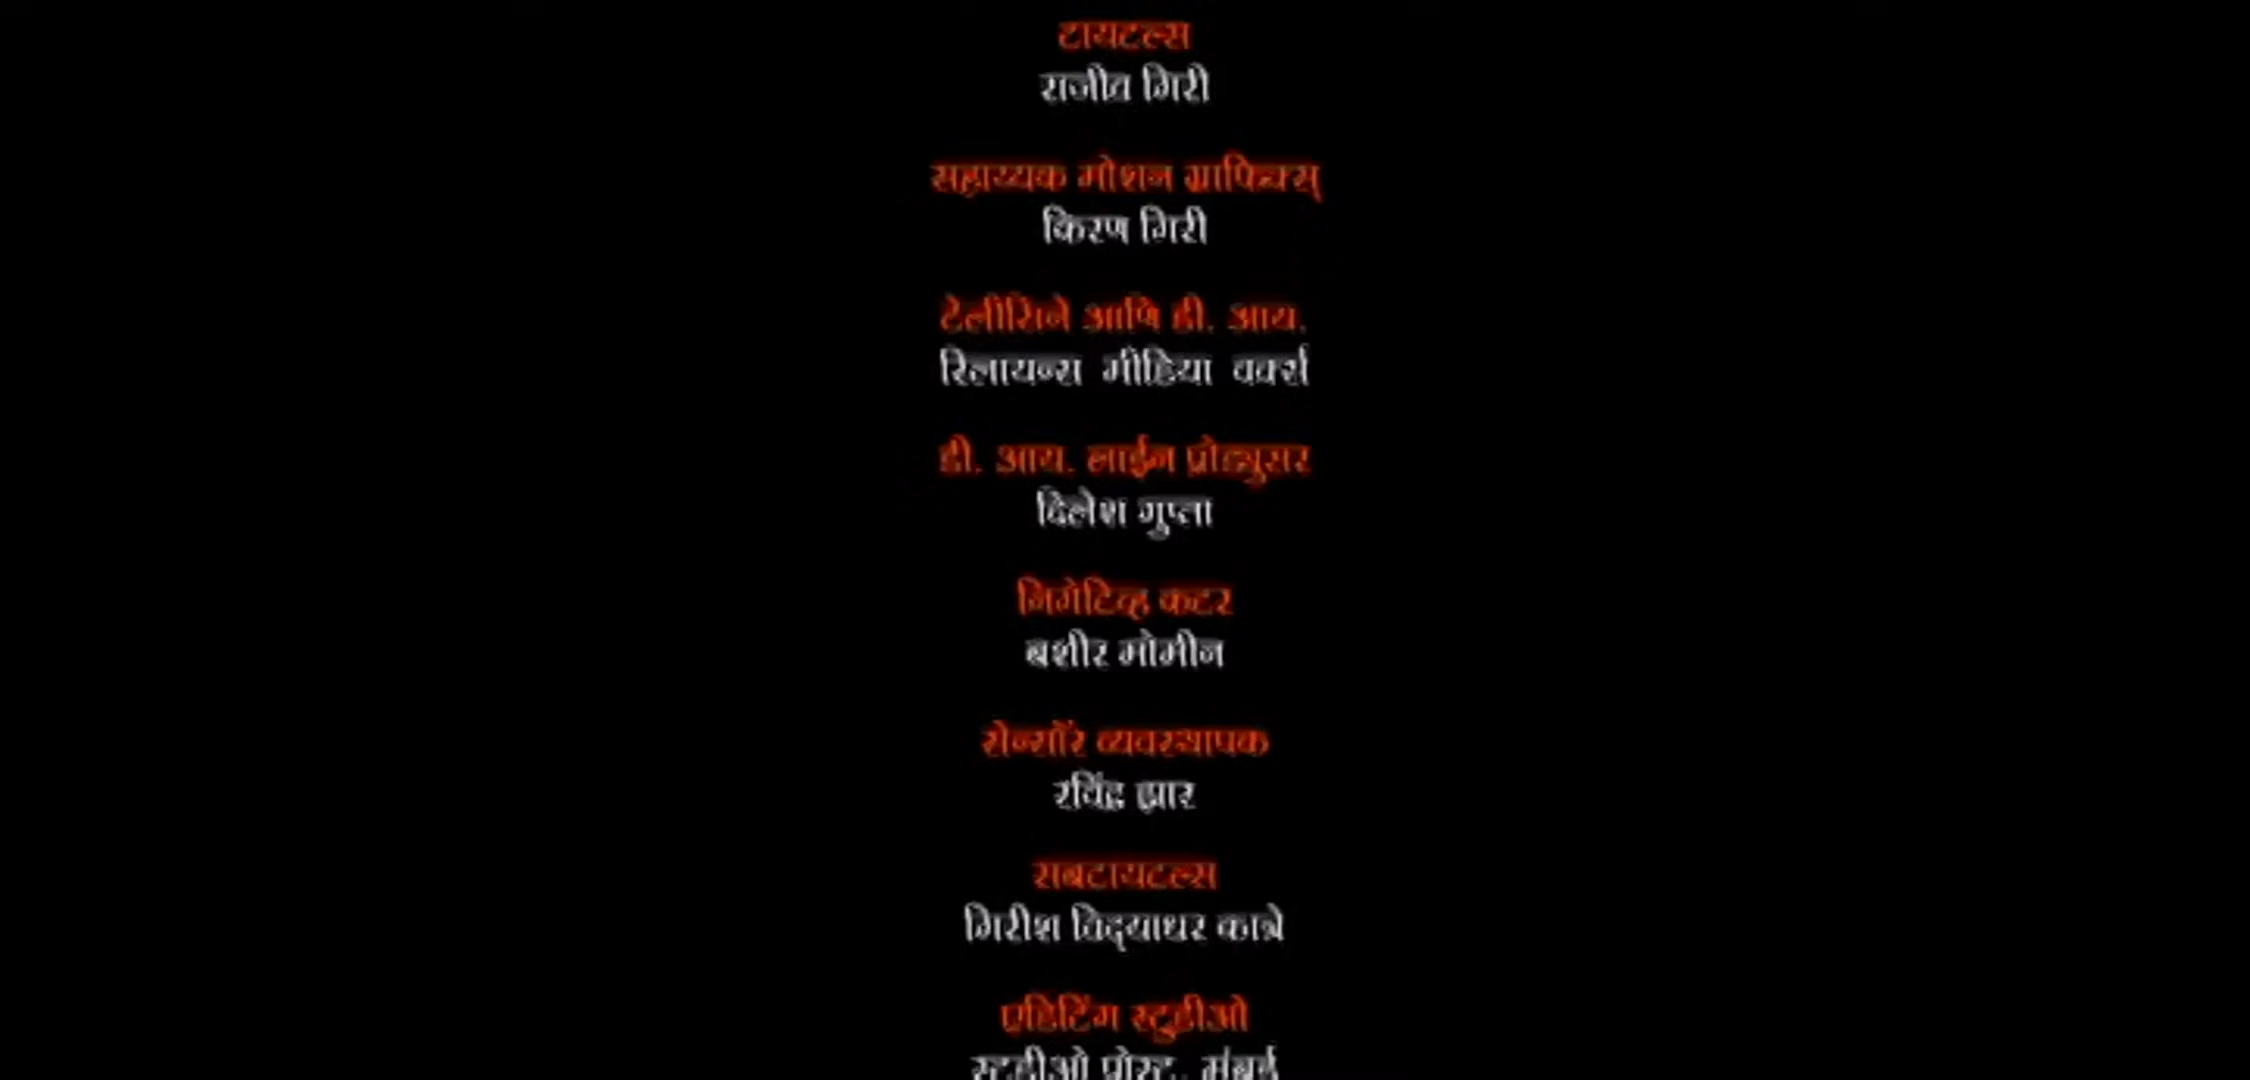 टायटल्स
राजीव गिरी
सहाय्यक मोशन ग्राफिक्स्
किरण गिरी
टेलीसिने आणि डी. आय.
रिलायन्स मीडिया वर्क्स
डी. आय. लाईन प्रोड्युसर
दिलेश गुप्ता
निगेटिव्ह कटर
बशीर मोमीन
सेन्सॉर व्यवस्थापक
रविंद्र झार
सबटायटल्स
गिरीश विद्‌याधर कात्रे
एडिटिंग स्टुडीओ
स्टुडीओ पोस्ट, मुंबई